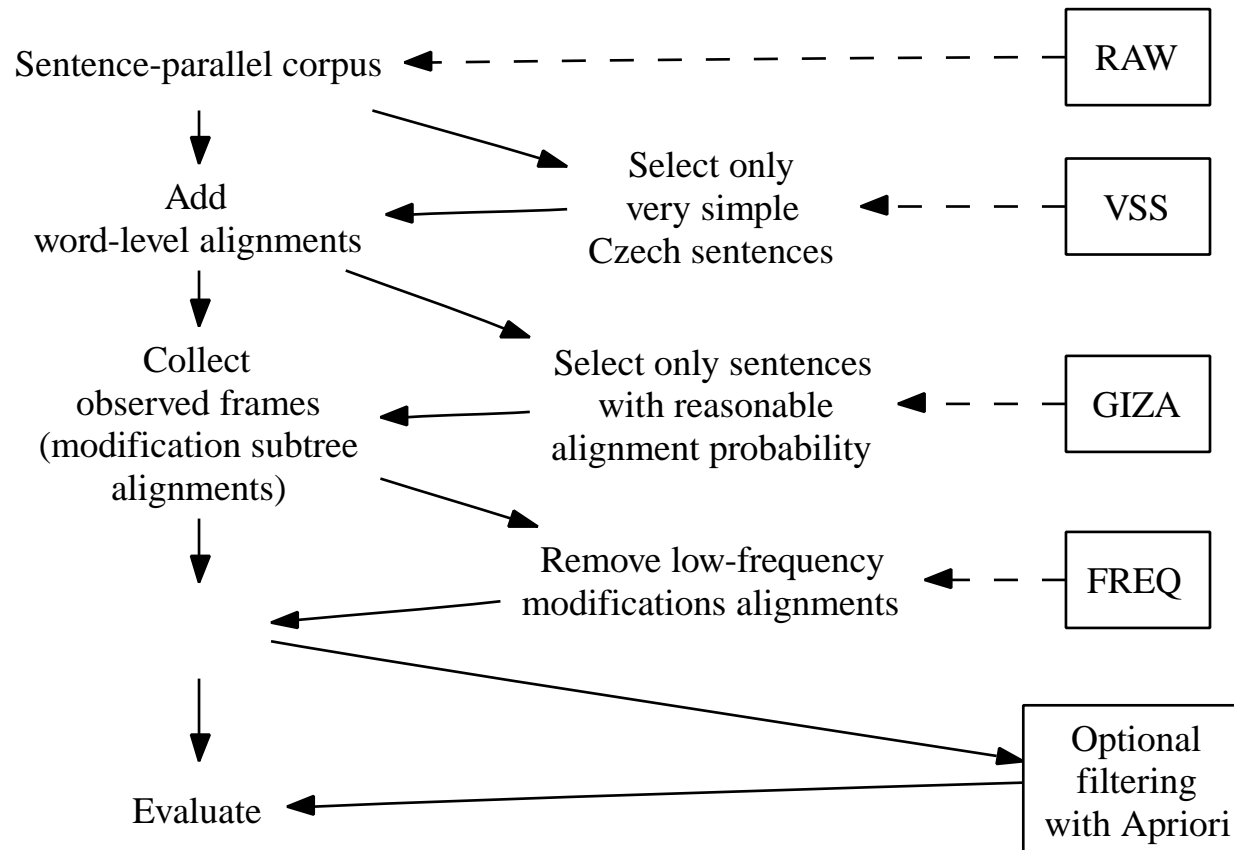 Sentence-parallel corpus
RAW
Select only
very simple
Czech sentences
VSS
Add
word-level alignments
Collect
observed frames
(modification subtree
alignments)
Select only sentences
with reasonable
alignment probability
GIZA
Remove low-frequency
modifications alignments
FREQ
Optional
filtering
with Apriori
Evaluate